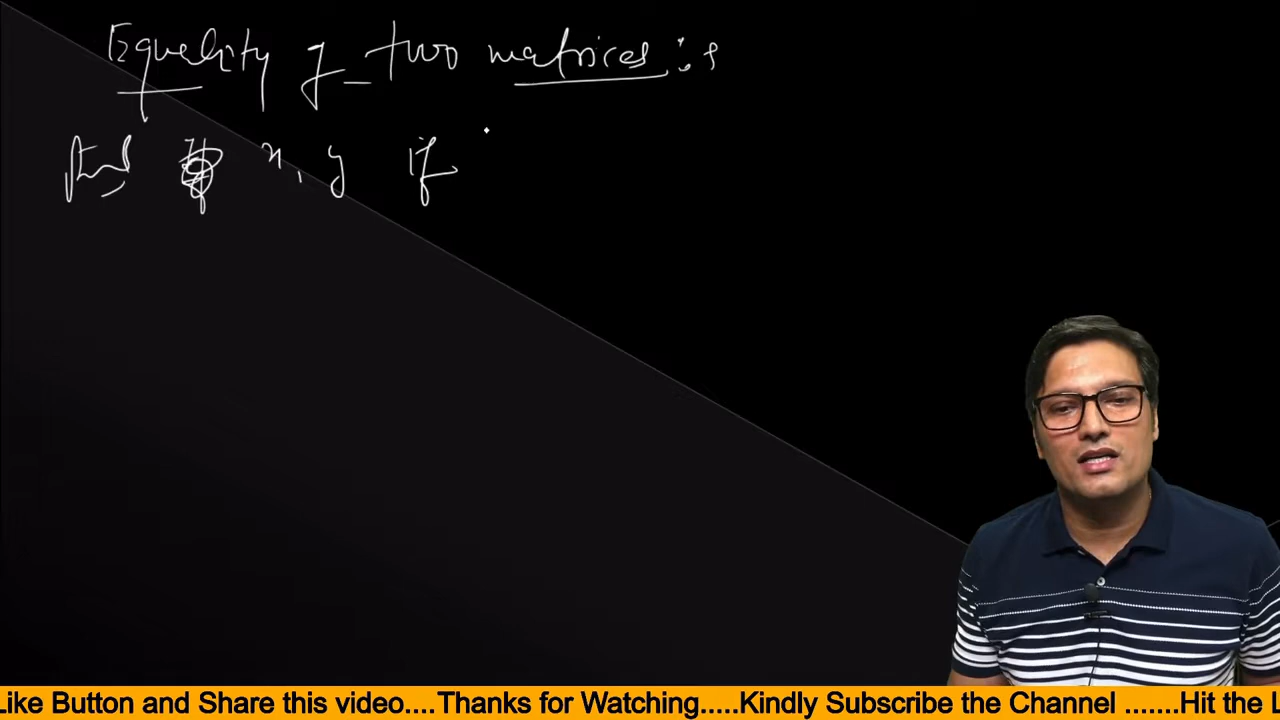 Equality of two matrices :-
find x, y if
Like Button and Share this video....Thanks for Watching.....Kindly Subscribe the Channel .......Hit the L